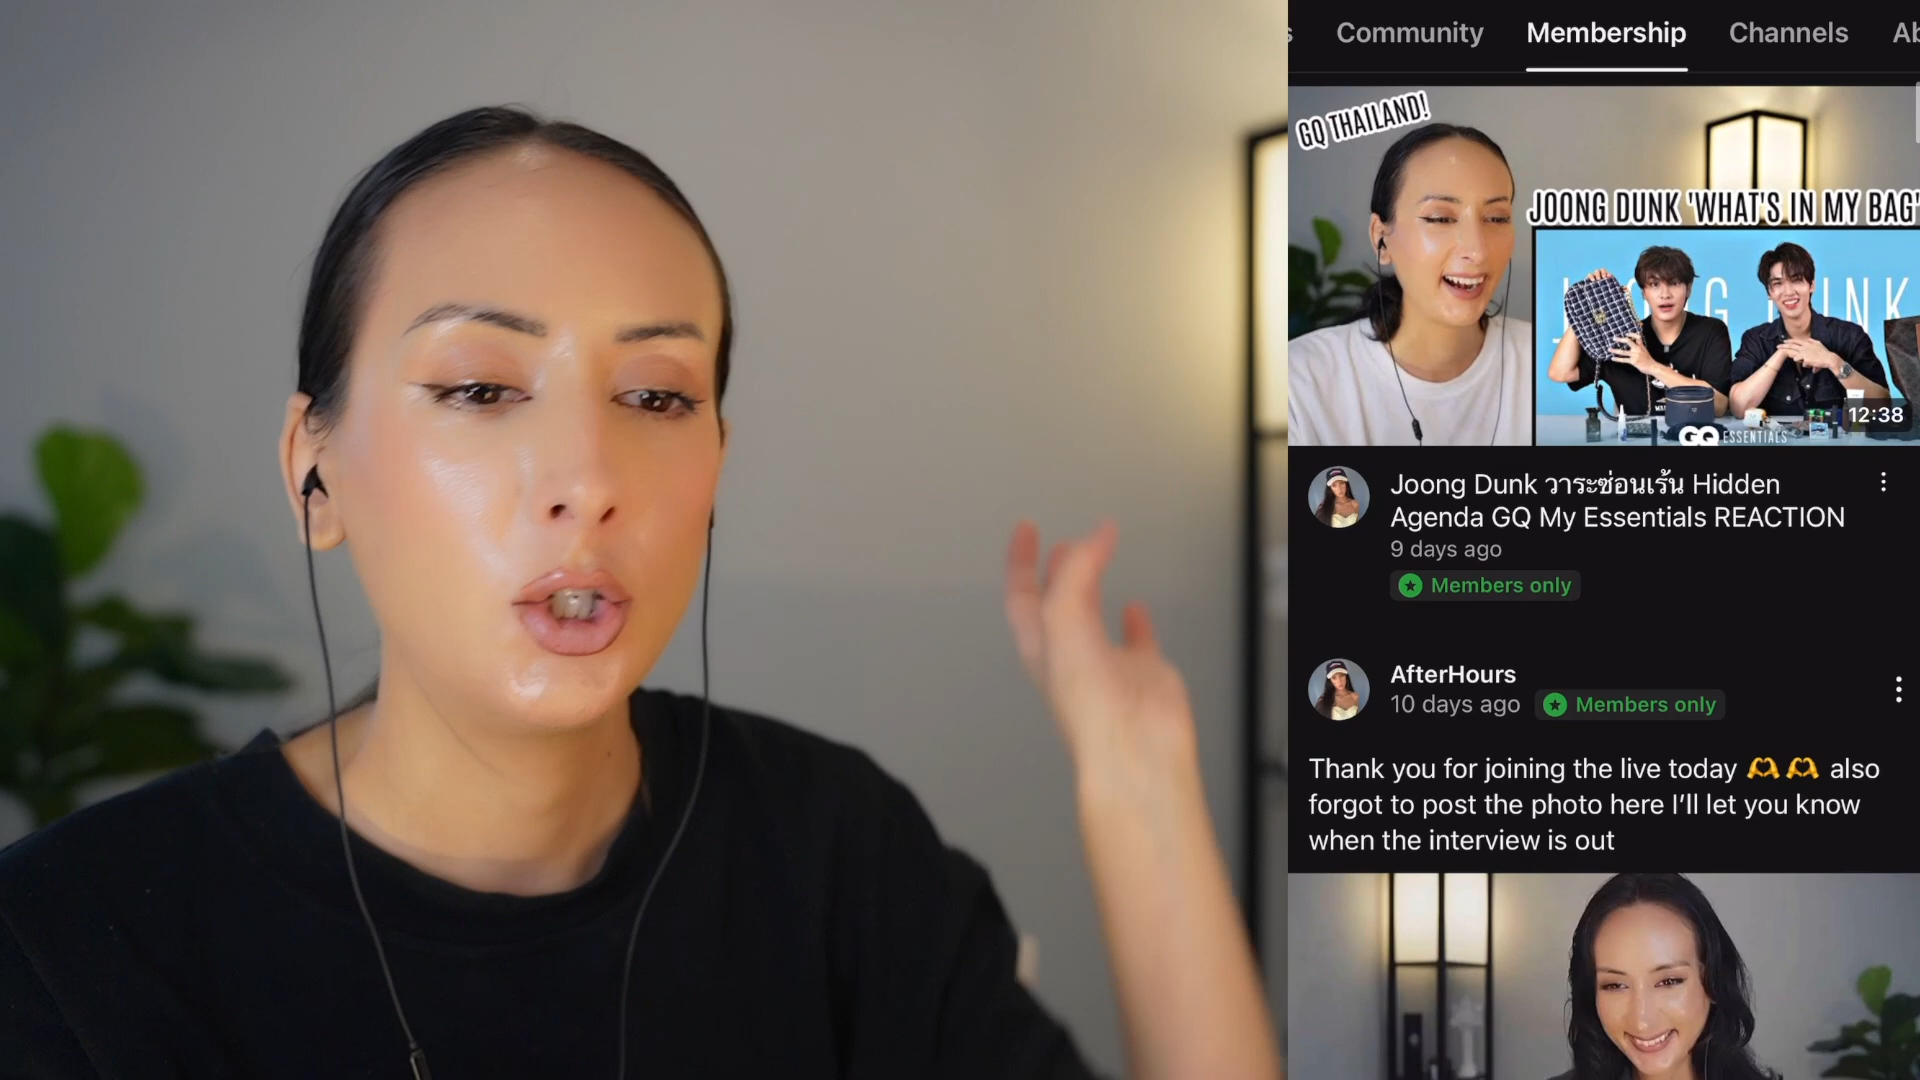 Community
Membership
Channels
GQ THAILAND!
JOONG DUNK 'WHAT'S IN MY BAG'
GQ ESSENTIALS
12:38
Joong Dunk วาระซ่อนเร้น Hidden
Agenda GQ My Essentials REACTION
9 days ago
Members only
AfterHours
10 days ago
Members only
Thank you for joining the live today 🫶🫶 also
forgot to post the photo here I'll let you know
when the interview is out